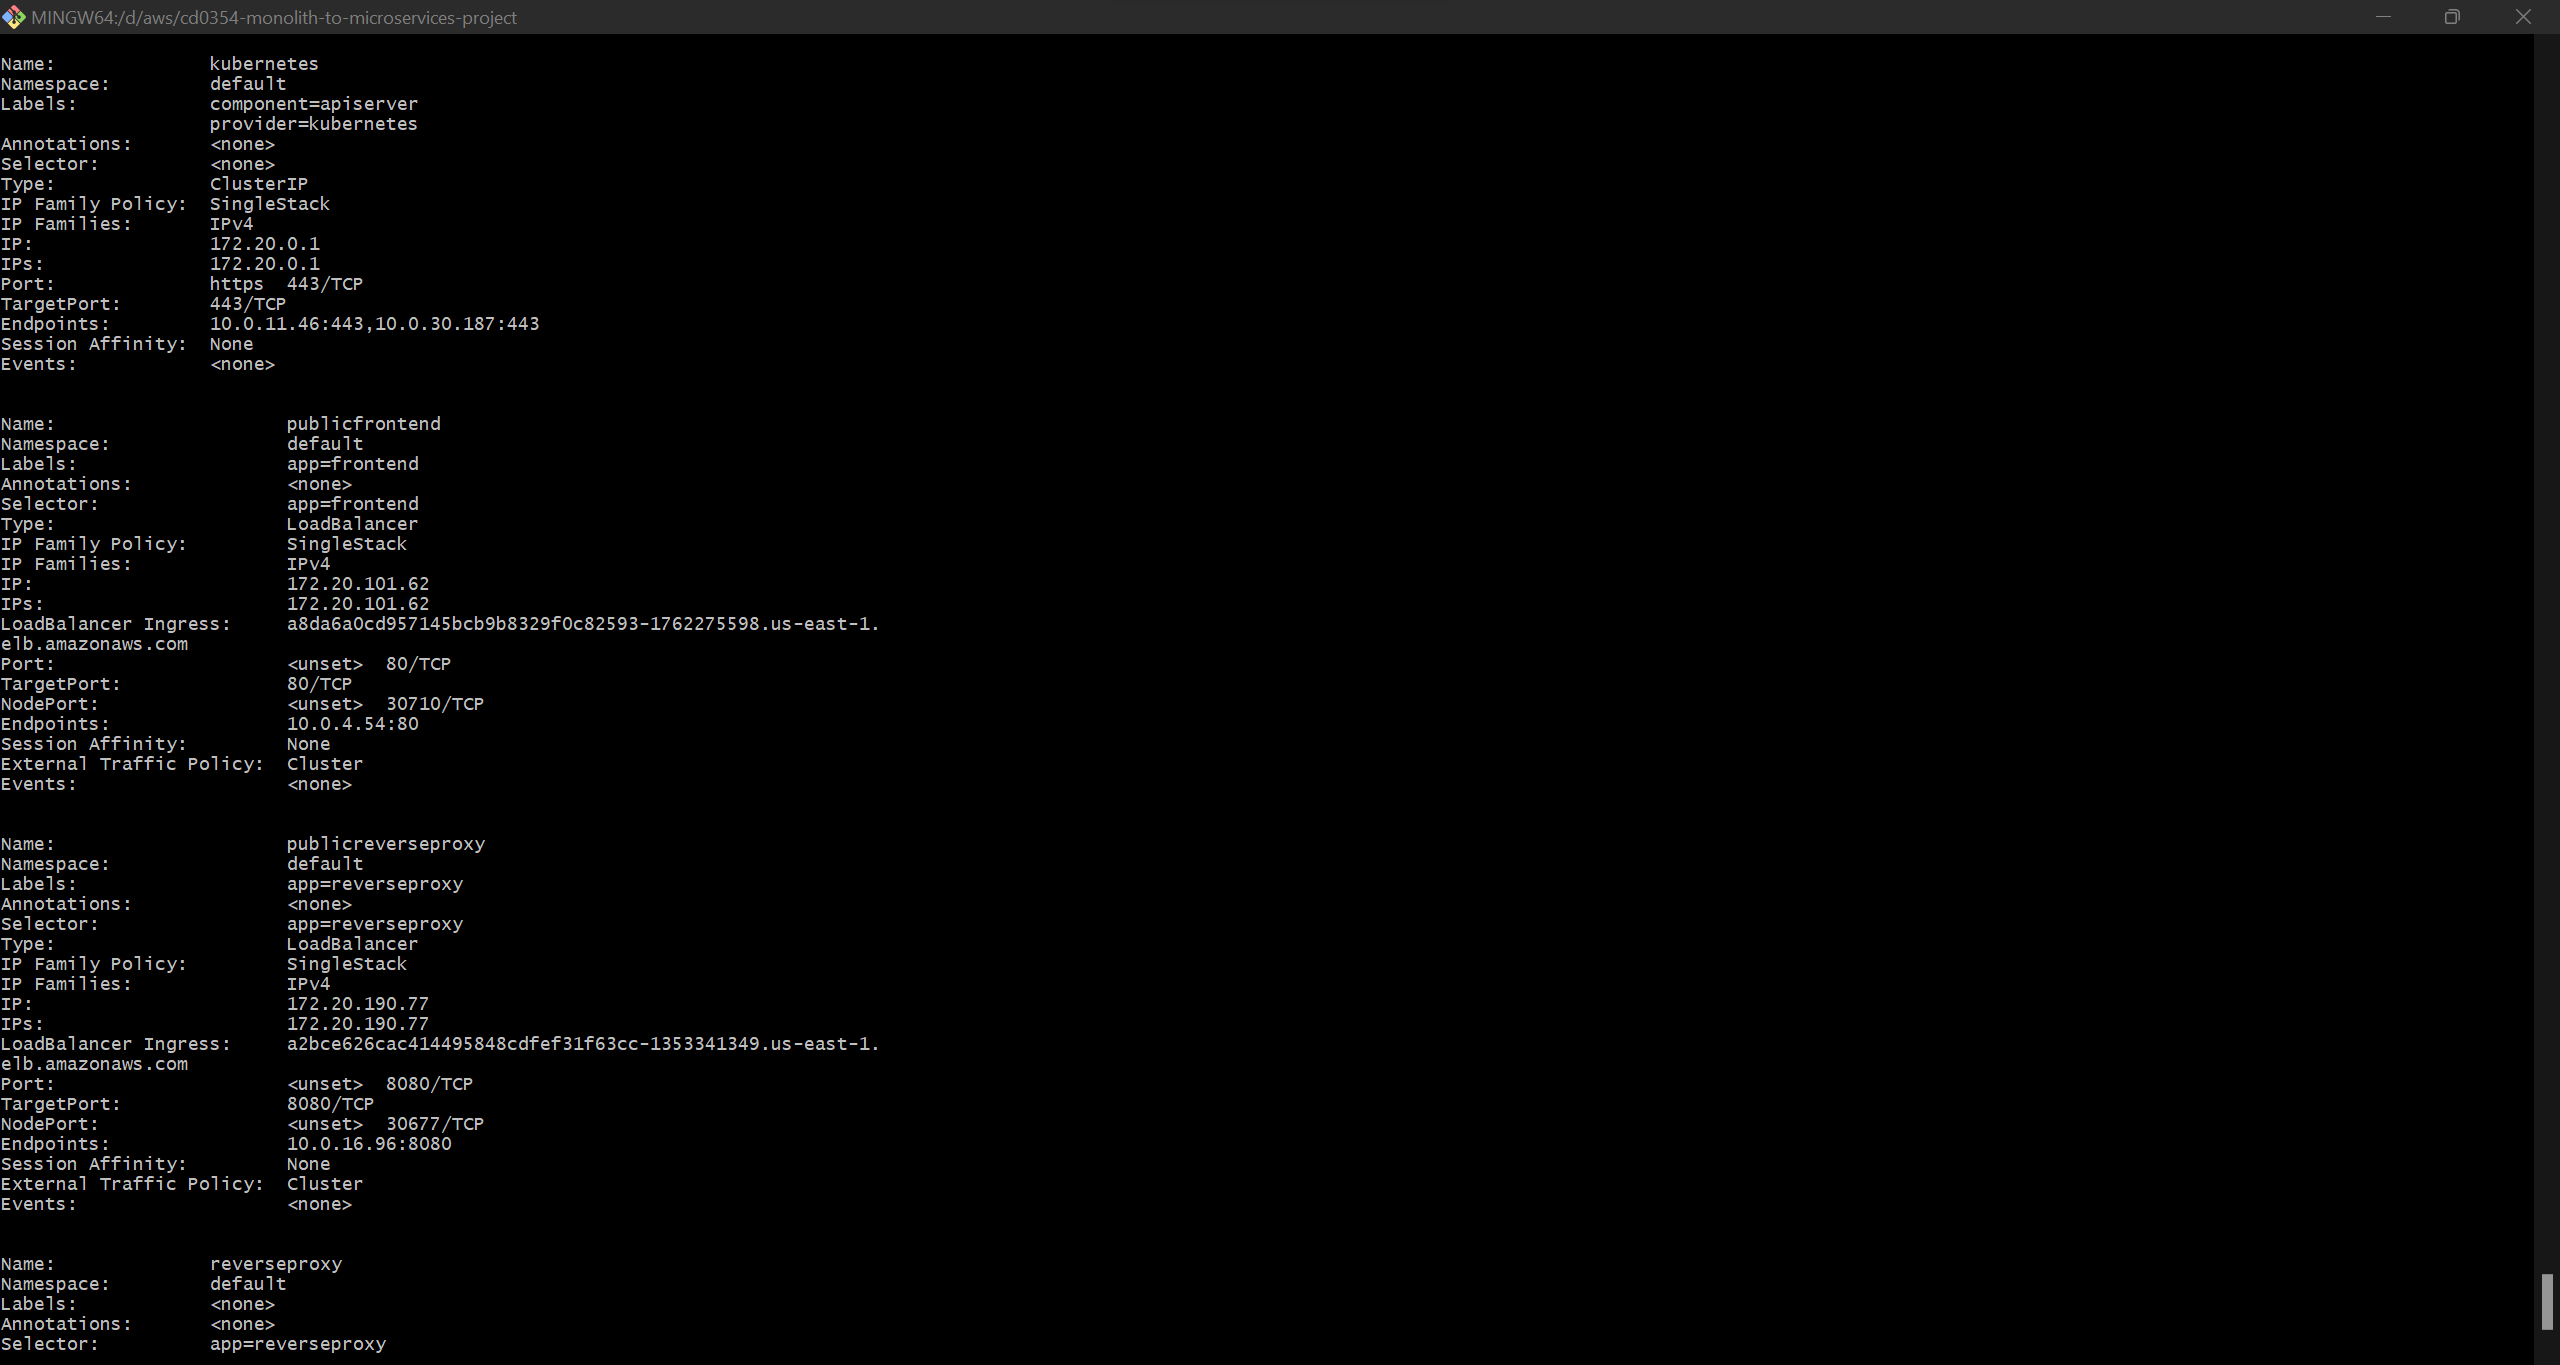 MINGW64:/d/aws/cd0354-monolith-to-microservices-project
Name: kubernetes
Namespace: default
Labels: component=apiserver
provider=kubernetes
Annotations: <none>
Selector: <none>
Type: ClusterIP
IP Family Policy: SingleStack
IP Families: IPv4
IP: 172.20.0.1
IPs: 172.20.0.1
Port: https 443/TCP
TargetPort: 443/TCP
Endpoints: 10.0.11.46:443,10.0.30.187:443
Session Affinity: None
Events: <none>
Name: publicfrontend
Namespace: default
Labels: app=frontend
Annotations: <none>
Selector: app=frontend
Type: LoadBalancer
IP Family Policy: SingleStack
IP Families: IPv4
IP: 172.20.101.62
IPs: 172.20.101.62
LoadBalancer Ingress: a8da6a0cd957145bcb9b8329f0c82593-1762275598.us-east-1.
elb.amazonaws.com
Port: <unset> 80/TCP
TargetPort: 80/TCP
NodePort: <unset> 30710/TCP
Endpoints: 10.0.4.54:80
Session Affinity: None
External Traffic Policy: Cluster
Events: <none>
Name: publicreverseproxy
Namespace: default
Labels: app=reverseproxy
Annotations: <none>
Selector: app=reverseproxy
Type: LoadBalancer
IP Family Policy: SingleStack
IP Families: IPv4
IP: 172.20.190.77
IPs: 172.20.190.77
LoadBalancer Ingress: a2bce626cac414495848cdfef31f63cc-1353341349.us-east-1.
elb.amazonaws.com
Port: <unset> 8080/TCP
TargetPort: 8080/TCP
NodePort: <unset> 30677/TCP
Endpoints: 10.0.16.96:8080
Session Affinity: None
External Traffic Policy: Cluster
Events: <none>
Name: reverseproxy
Namespace: default
Labels: <none>
Annotations: <none>
Selector: app=reverseproxy